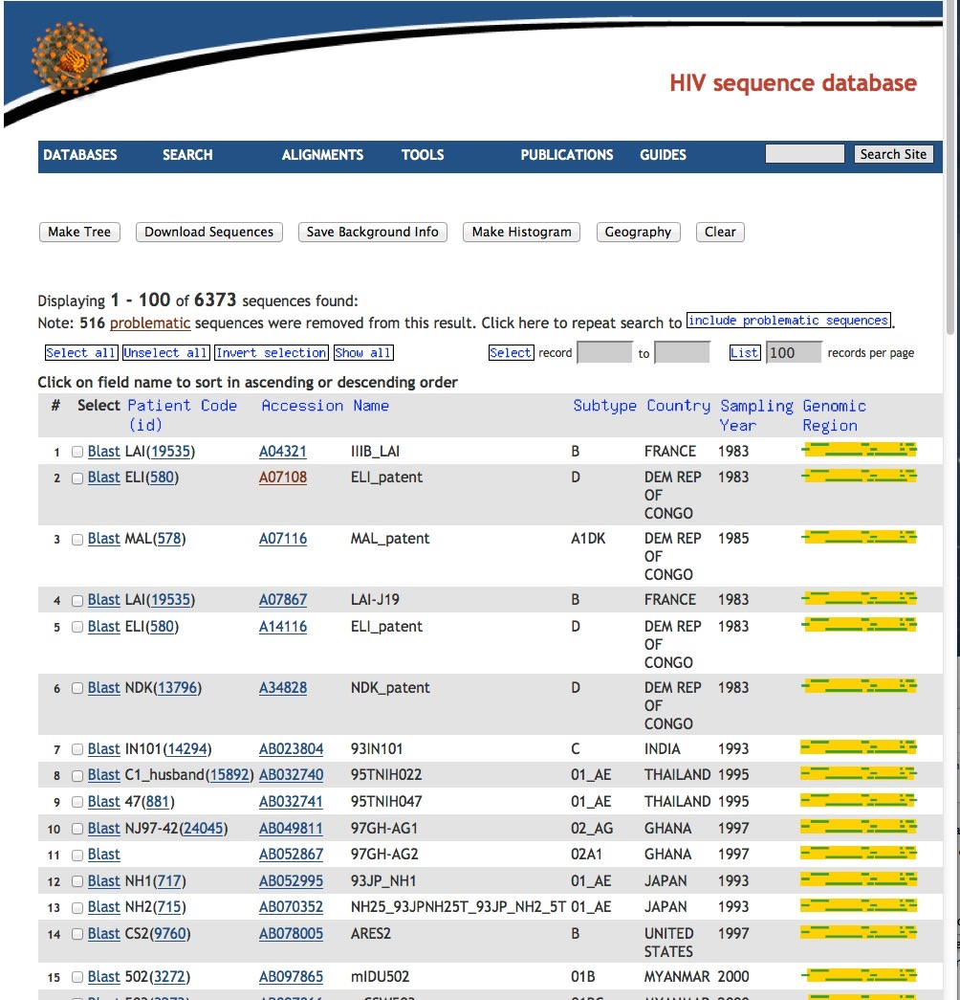 HIV sequence database
DATABASES SEARCH ALIGNMENTS TOOLS PUBLICATIONS GUIDES Search Site
Make Tree Download Sequences Save Background Info Make Histogram Geography Clear
Displaying 1 - 100 of 6373 sequences found:
Note: 516 problematic sequences were removed from this result. Click here to repeat search to include problematic sequences.
Select all Unselect all Invert selection Show all Select record to List 100 records per page
Click on field name to sort in ascending or descending order
# Select Patient Code Accession Name Subtype Country Sampling Genomic
(id) Year Region
1 Blast LAI(19535) A04321 IIIB_LAI B FRANCE 1983
2 Blast ELI(580) A07108 ELI_patent D DEM REP 1983
OF
CONGO
3 Blast MAL(578) A07116 MAL_patent A1DK DEM REP 1985
OF
CONGO
4 Blast LAI(19535) A07867 LAI-J19 B FRANCE 1983
5 Blast ELI(580) A14116 ELI_patent D DEM REP 1983
OF
CONGO
6 Blast NDK(13796) A34828 NDK_patent D DEM REP 1983
OF
CONGO
7 Blast IN101(14294) AB023804 93IN101 C INDIA 1993
8 Blast C1_husband(15892) AB032740 95TNIH022 01_AE THAILAND 1995
9 Blast 47(881) AB032741 95TNIH047 01_AE THAILAND 1995
10 Blast NJ97-42(24045) AB049811 97GH-AG1 02_AG GHANA 1997
11 Blast AB052867 97GH-AG2 02A1 GHANA 1997
12 Blast NH1(717) AB052995 93JP_NH1 01_AE JAPAN 1993
13 Blast NH2(715) AB070352 NH25_93JPNH25T_93JP_NH2_5T 01_AE JAPAN 1993
14 Blast CS2(9760) AB078005 ARES2 B UNITED 1997
STATES
15 Blast 502(3272) AB097865 mIDU502 01B MYANMAR 2000